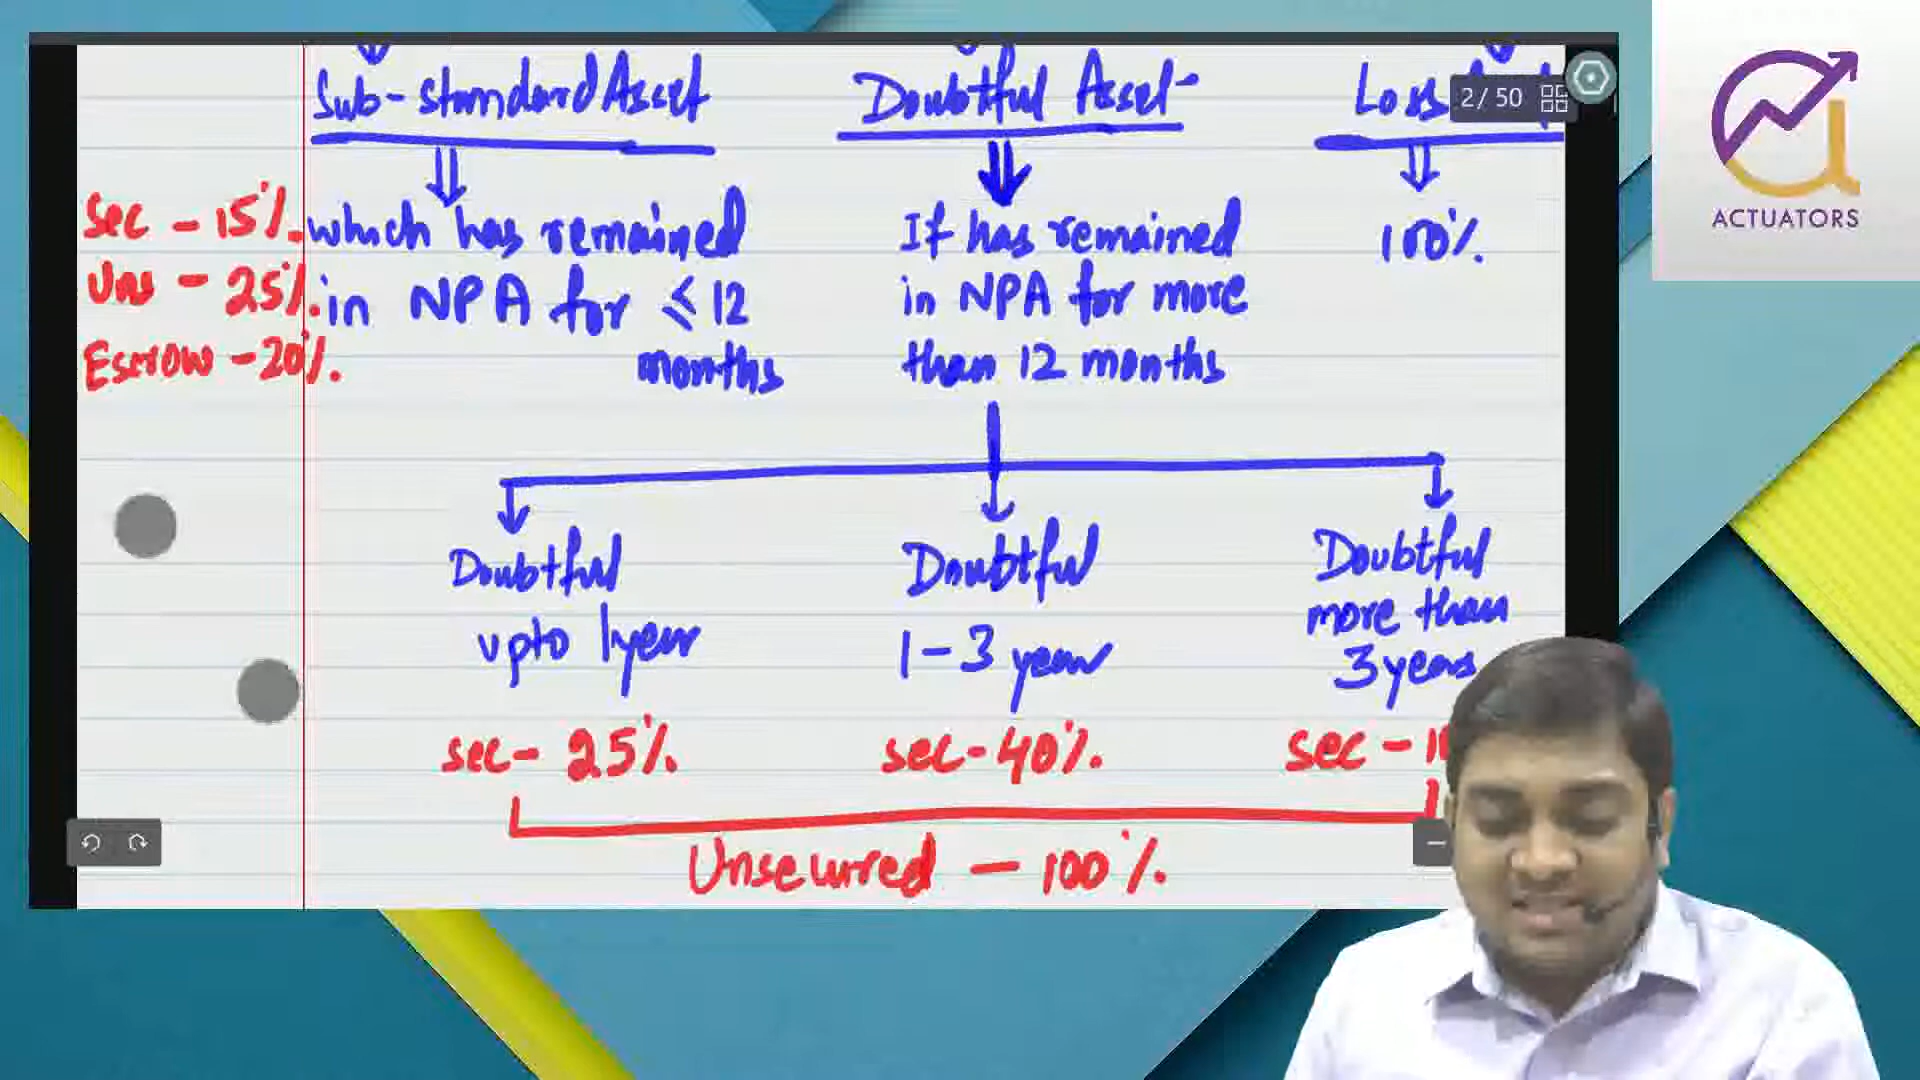 Sub-standard Asset
Doubtful Asset
Loss
2/50
ACTUATORS
Sec - 15%.
Uns - 25%.
Escrow - 20%.
which has remained
in NPA for ≤ 12
months
If has remained
in NPA for more
than 12 months
100%.
Doubtful
upto 1year
Doubtful
1-3 year
Doubtful
more than
3 years
sec- 25%.
sec-40%.
sec -
Unsecured - 100%.